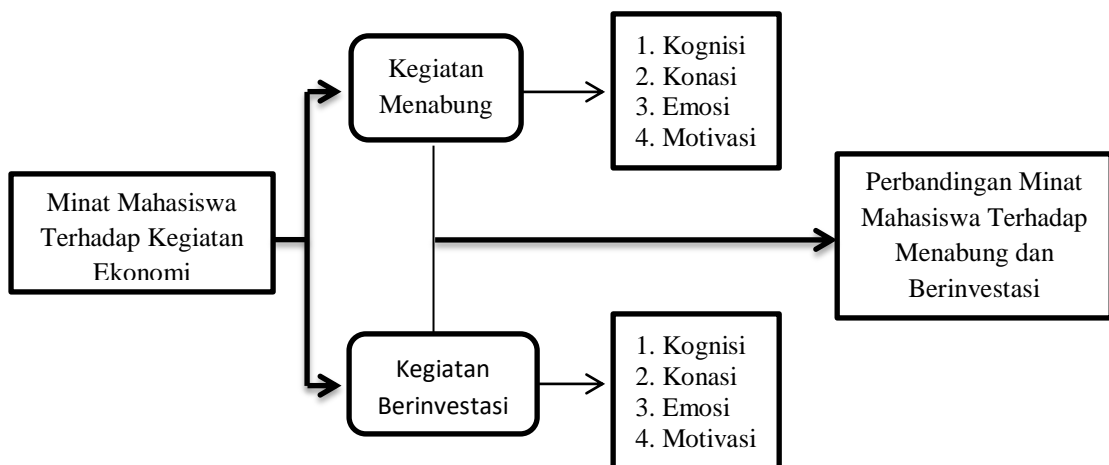 Minat Mahasiswa
Terhadap Kegiatan
Ekonomi
Kegiatan
Menabung
1. Kognisi
2. Konasi
3. Emosi
4. Motivasi
Kegiatan
Berinvestasi
1. Kognisi
2. Konasi
3. Emosi
4. Motivasi
Perbandingan Minat
Mahasiswa Terhadap
Menabung dan
Berinvestasi